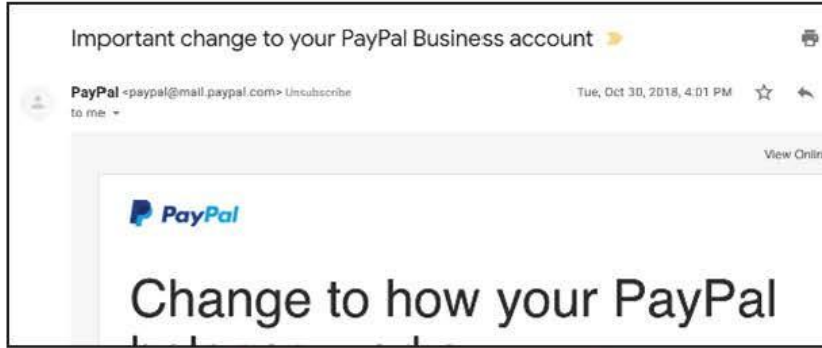 Important change to your PayPal Business account
PayPal <paypal@mail.paypal.com> Unsubscribe
Tue, Oct 30, 2018, 4:01 PM
to me
View Onlin
PayPal
Change to how your PayPal